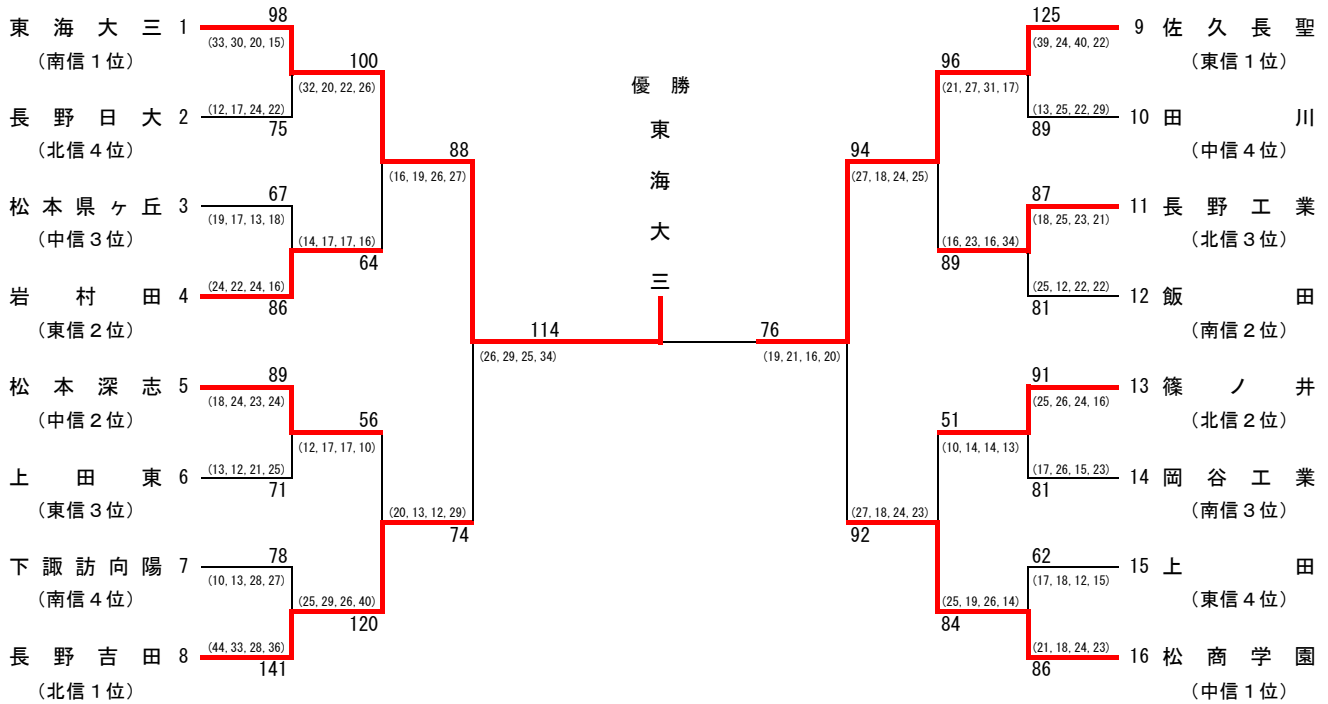 優 勝
東
海
大
三
東海大三 1
(南信1位)
98
(33, 30, 20, 15)
長野日大 2
(北信4位)
(12, 17, 24, 22)
75
松本県ヶ丘 3
(中信3位)
67
(19, 17, 13, 18)
岩村田 4
(東信2位)
(24, 22, 24, 16)
86
松本深志 5
(中信2位)
89
(18, 24, 23, 24)
上田東 6
(東信3位)
(13, 12, 21, 25)
71
下諏訪向陽 7
(南信4位)
78
(10, 13, 28, 27)
長野吉田 8
(北信1位)
(44, 33, 28, 36)
141
100
(32, 20, 22, 26)
(14, 17, 17, 16)
64
56
(12, 17, 17, 10)
(25, 29, 26, 40)
120
88
(16, 19, 26, 27)
(20, 13, 12, 29)
74
114
(26, 29, 25, 34)
76
(19, 21, 16, 20)
94
(27, 18, 24, 25)
(27, 18, 24, 23)
92
96
(21, 27, 31, 17)
(16, 23, 16, 34)
89
51
(10, 14, 14, 13)
(25, 19, 26, 14)
84
125
(39, 24, 40, 22)
9 佐久長聖
(東信1位)
(13, 25, 22, 29)
89
10 田川
(中信4位)
87
(18, 25, 23, 21)
11 長野工業
(北信3位)
(25, 12, 22, 22)
81
12 飯田
(南信2位)
91
(25, 26, 24, 16)
13 篠ノ井
(北信2位)
(17, 26, 15, 23)
81
14 岡谷工業
(南信3位)
62
(17, 18, 12, 15)
15 上田
(東信4位)
(21, 18, 24, 23)
86
16 松商学園
(中信1位)